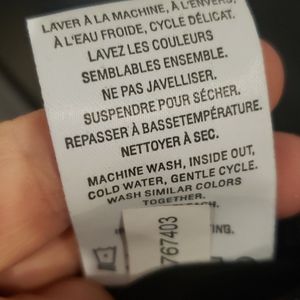 LAVER À LA MACHINE, À L'ENVERS,
À L'EAU FROIDE, CYCLE DÉLICAT.
LAVEZ LES COULEURS
SEMBLABLES ENSEMBLE.
NE PAS JAVELLISER.
SUSPENDRE POUR SÉCHER.
REPASSER À BASSETEMPÉRATURE.
NETTOYER À SEC.
MACHINE WASH, INSIDE OUT,
COLD WATER, GENTLE CYCLE.
WASH SIMILAR COLORS
TOGETHER.
767403